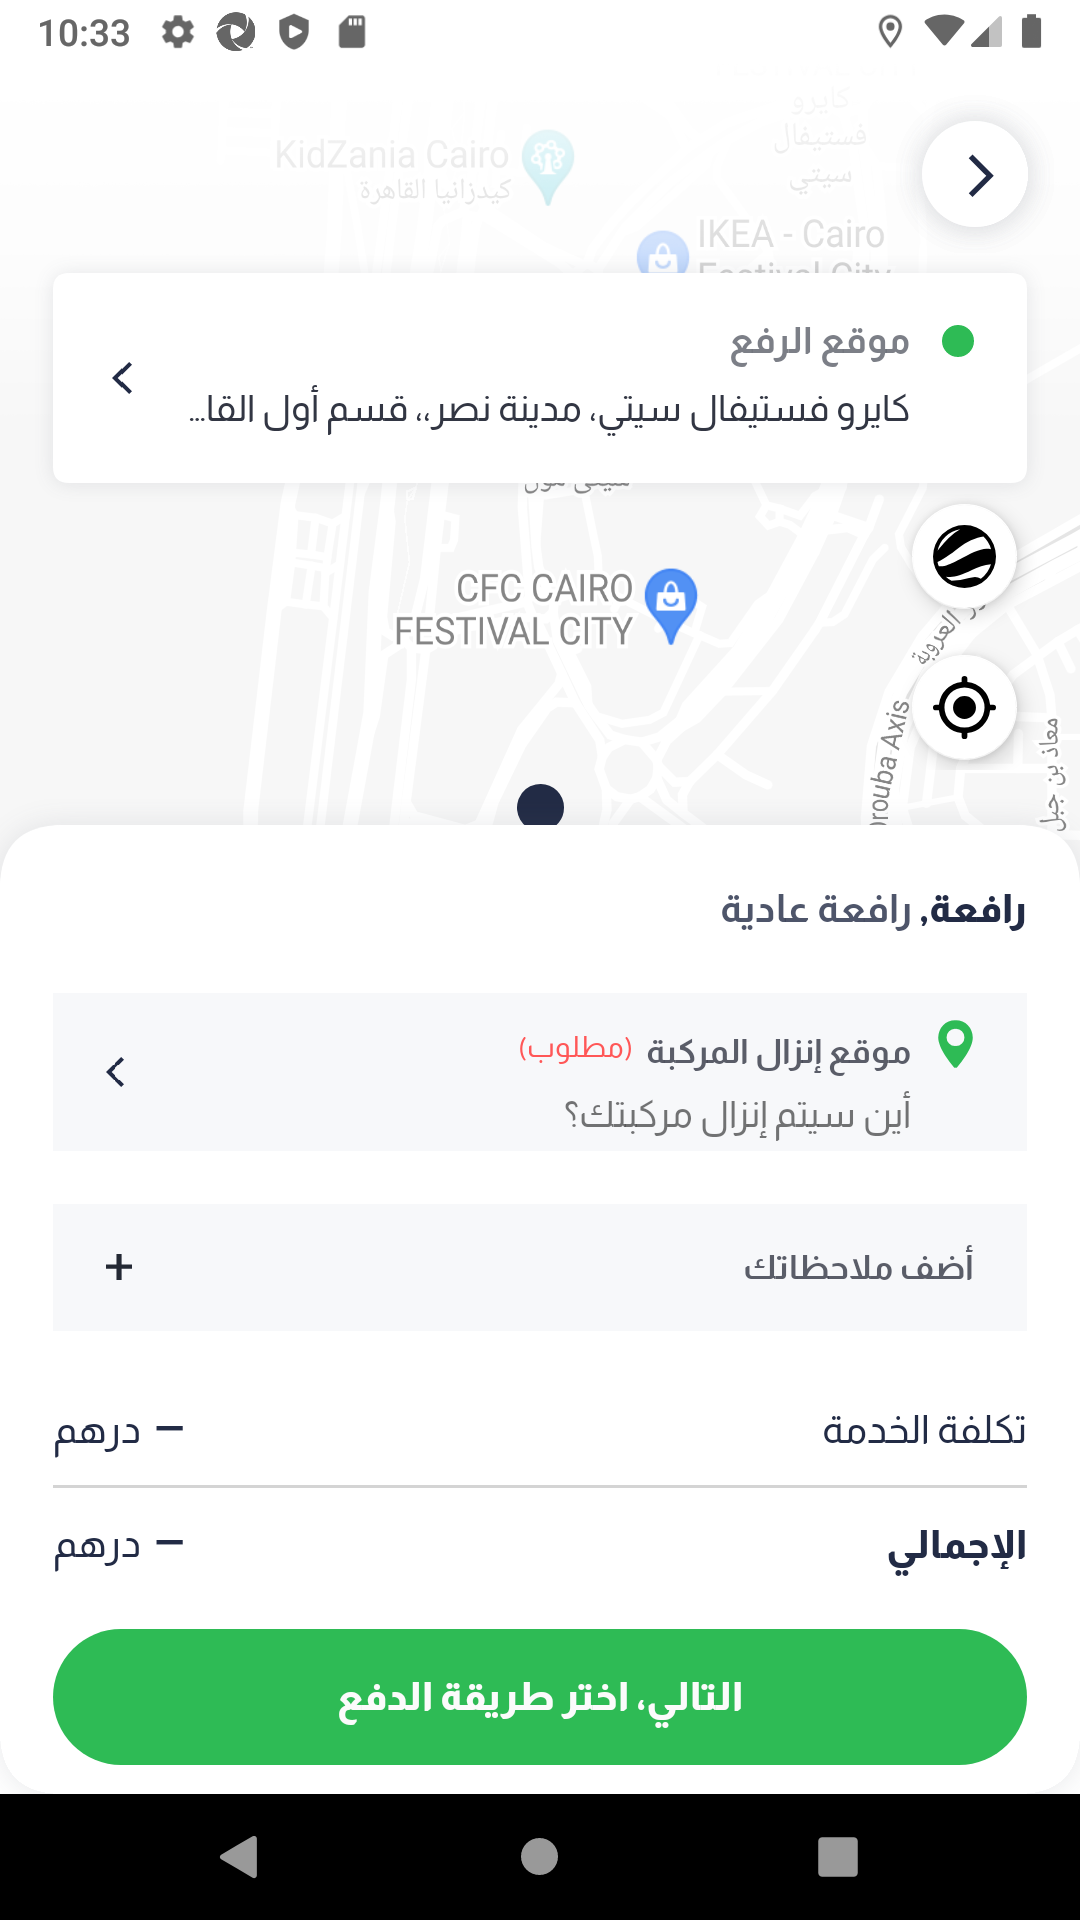 10:33
كايرو
فستيفال
سيتي
KidZania Cairo
كيدزانيا القاهرة
IKEA - Cairo
Festival City
موقع الرفع
كايرو فستيفال سيتي، مدينة نصر،، قسم أول القا...
CFC CAIRO
FESTIVAL CITY
العروبة
orouba Axis
معاذ بن جبل
رافعة, رافعة عادية
موقع إنزال المركبة (مطلوب)
أين سيتم إنزال مركبتك؟
أضف ملاحظاتك
تكلفة الخدمة
– درهم
الإجمالي
– درهم
التالي، اختر طريقة الدفع